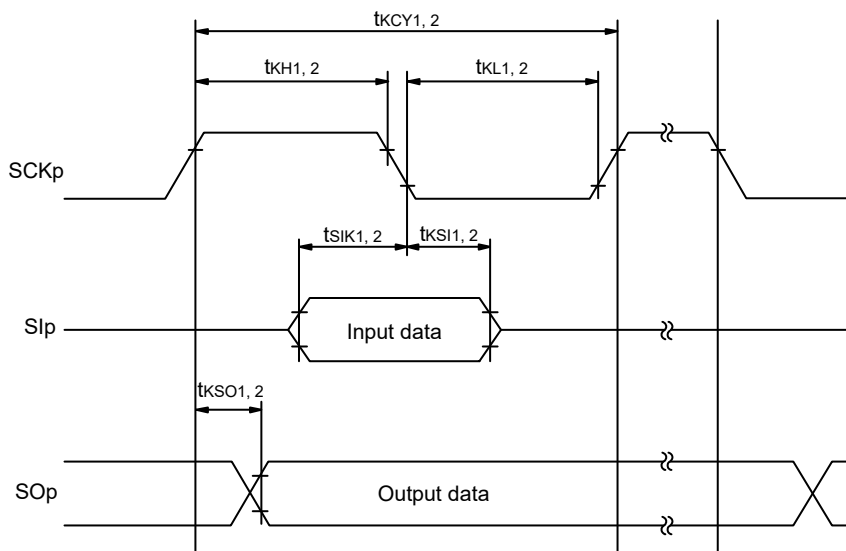 tKCY1, 2
tKH1, 2
tKL1, 2
SCKp
tSIK1, 2
tKSI1, 2
SIp
Input data
tKSO1, 2
SOp
Output data